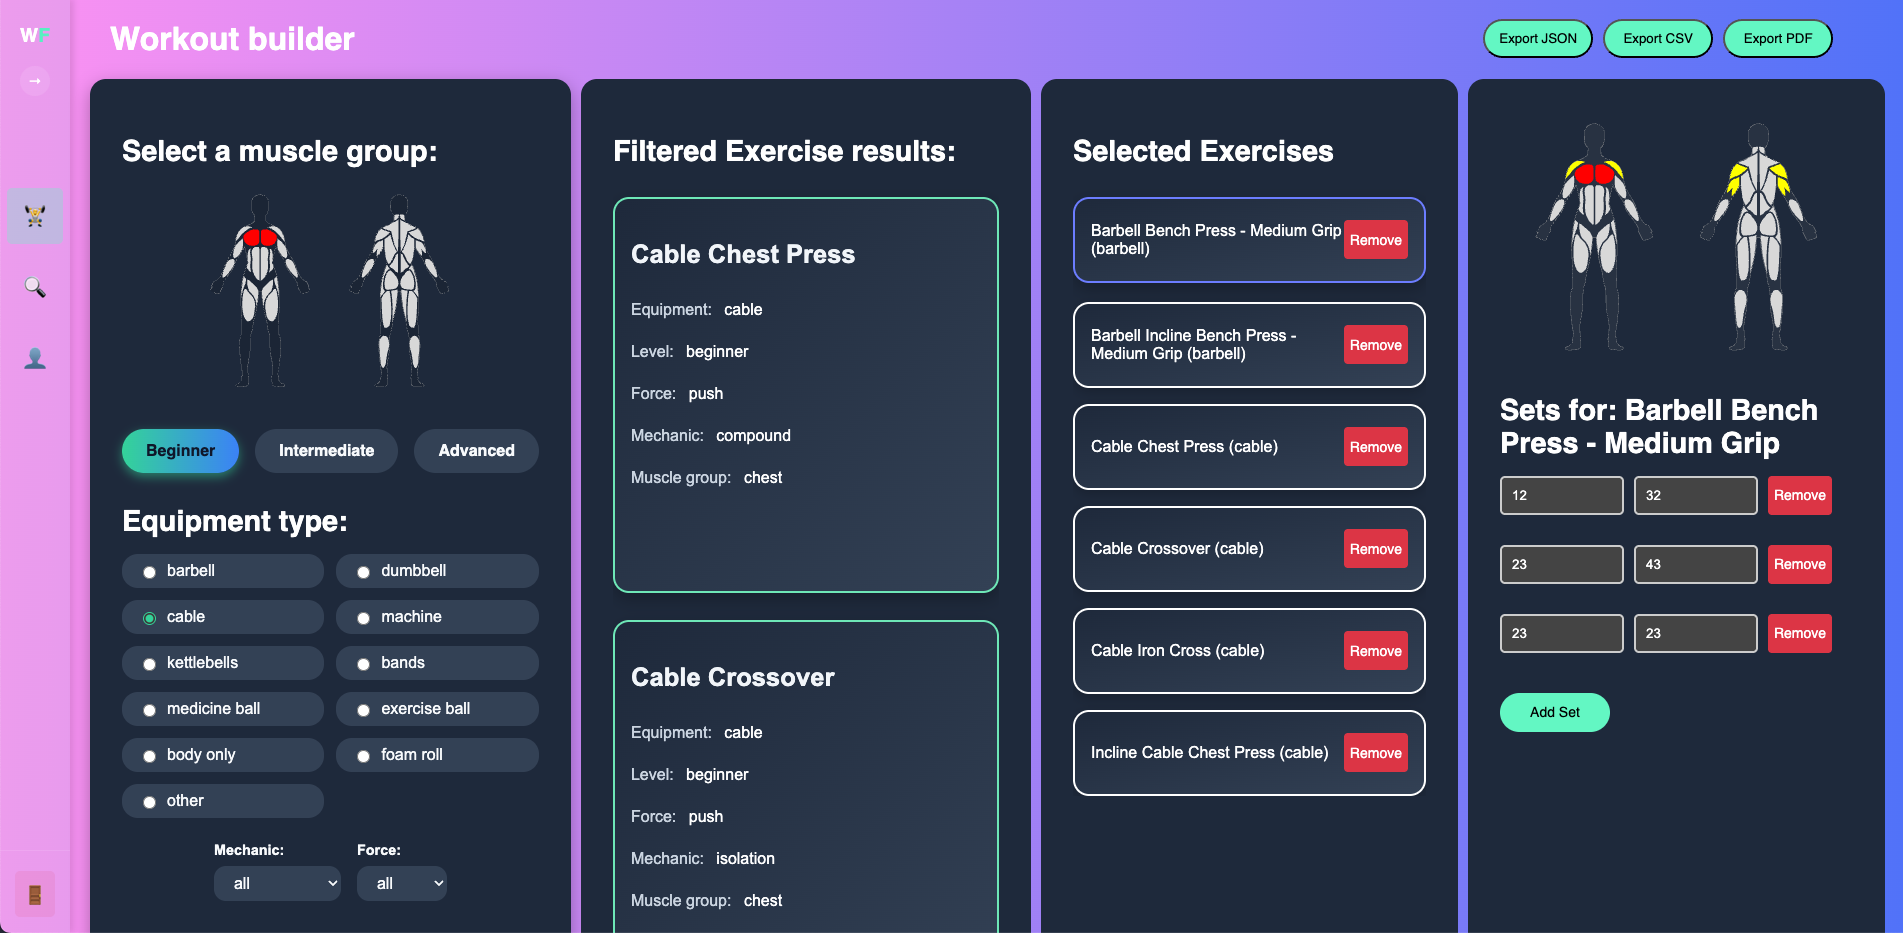 WF
→
Workout builder
Export JSON
Export CSV
Export PDF
Select a muscle group:
Beginner
Intermediate
Advanced
Equipment type:
barbell
dumbbell
cable
machine
kettlebells
bands
medicine ball
exercise ball
body only
foam roll
other
Mechanic:
Force:
all
all
Filtered Exercise results:
Cable Chest Press
Equipment: cable
Level: beginner
Force: push
Mechanic: compound
Muscle group: chest
Cable Crossover
Equipment: cable
Level: beginner
Force: push
Mechanic: isolation
Muscle group: chest
Selected Exercises
Barbell Bench Press - Medium Grip
(barbell)
Remove
Barbell Incline Bench Press -
Medium Grip (barbell)
Remove
Cable Chest Press (cable)
Remove
Cable Crossover (cable)
Remove
Cable Iron Cross (cable)
Remove
Incline Cable Chest Press (cable)
Remove
Sets for: Barbell Bench
Press - Medium Grip
12
32
Remove
23
43
Remove
23
23
Remove
Add Set